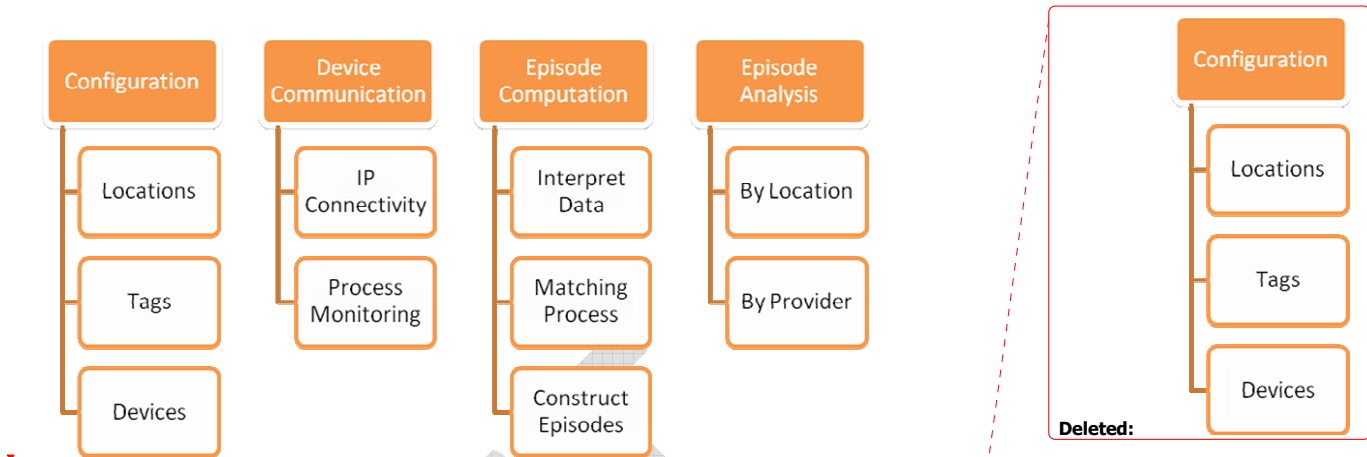 Configuration
Locations
Tags
Devices
Device
Communication
IP
Connectivity
Process
Monitoring
Episode
Computation
Interpret
Data
Matching
Process
Construct
Episodes
Episode
Analysis
By Location
By Provider
Configuration
Locations
Tags
Devices
Deleted: